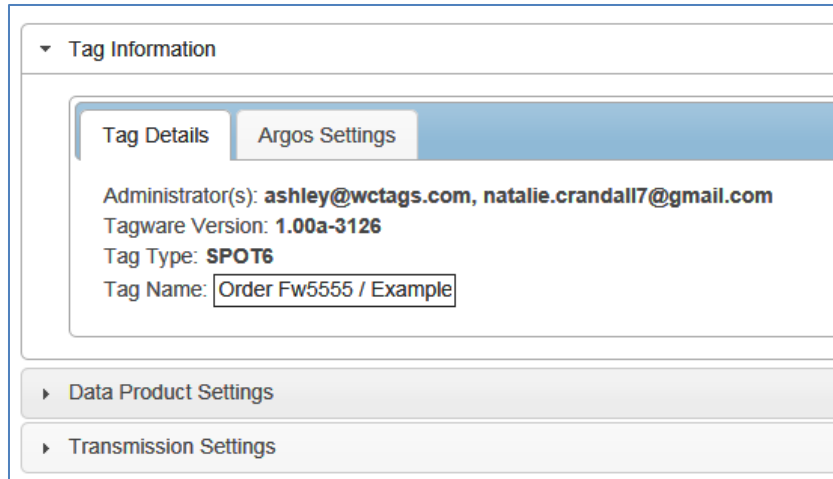 Tag Information
Tag Details
Argos Settings
Administrator(s): ashley@wctags.com, natalie.crandall7@gmail.com
Tagware Version: 1.00a-3126
Tag Type: SPOT6
Tag Name: Order Fw5555 / Example
Data Product Settings
Transmission Settings